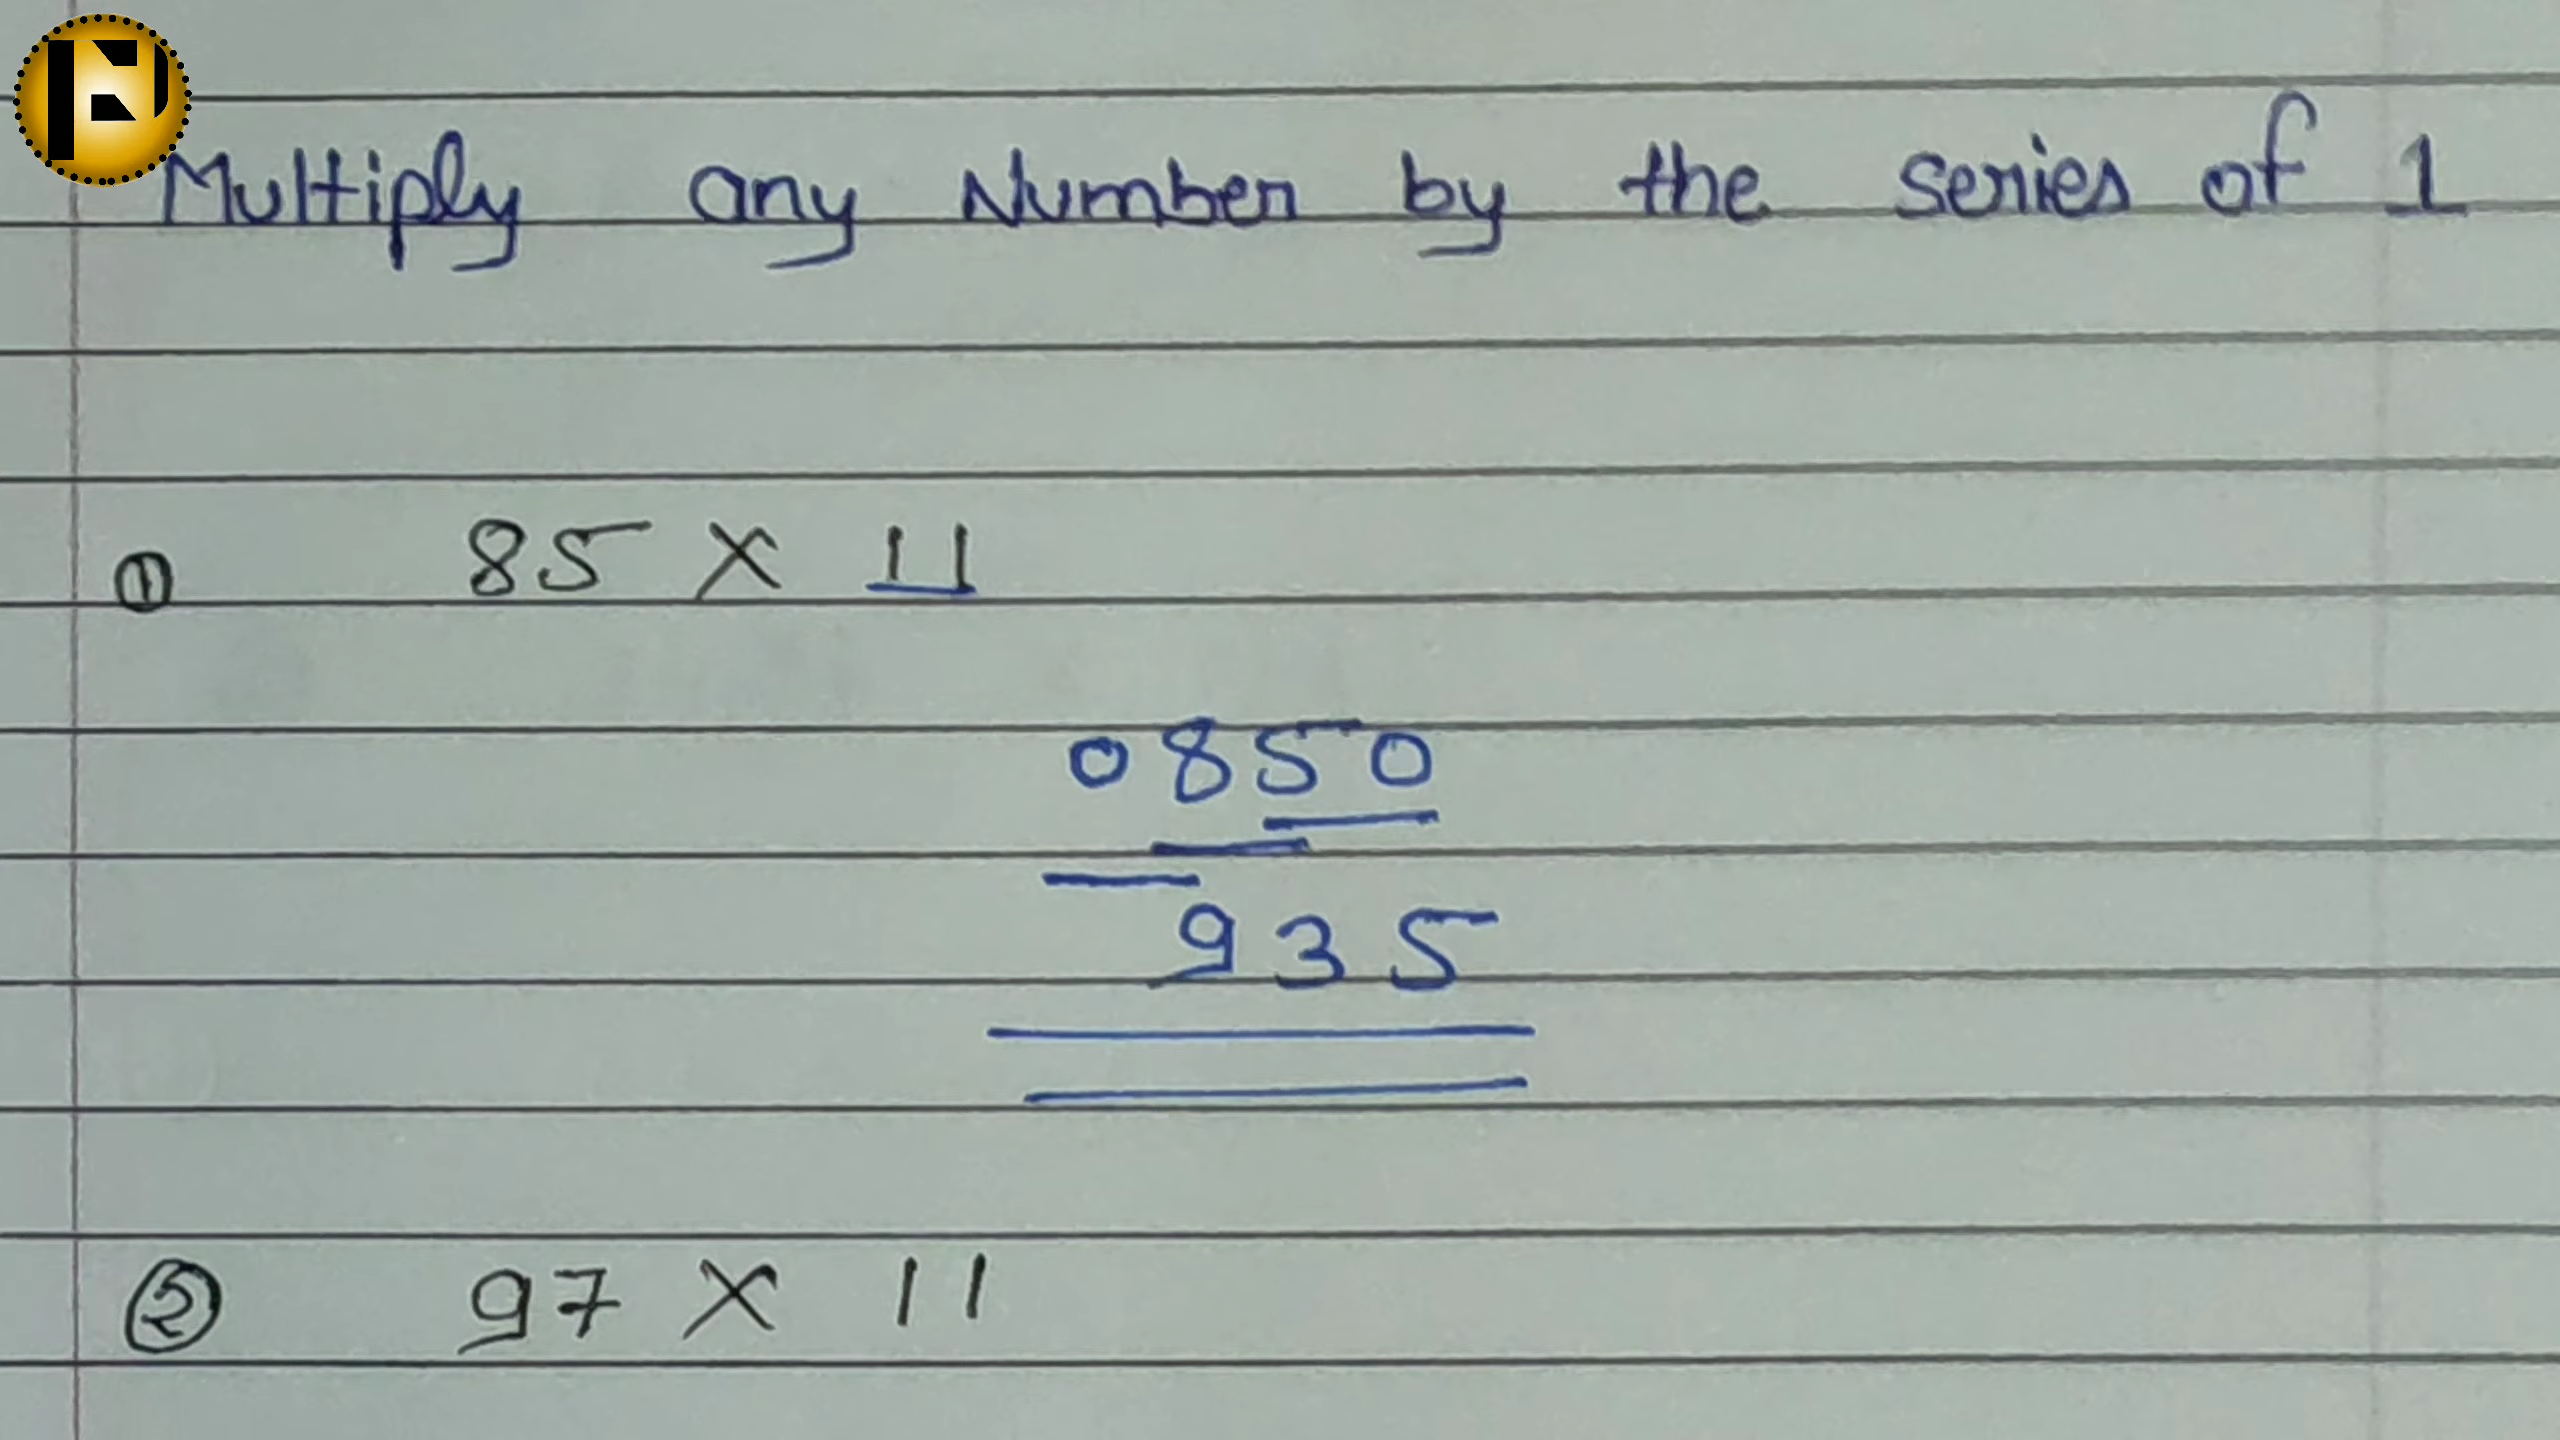 Multiply any Number by the series of 1
① 85 × 11
0850
935
② 97 × 11